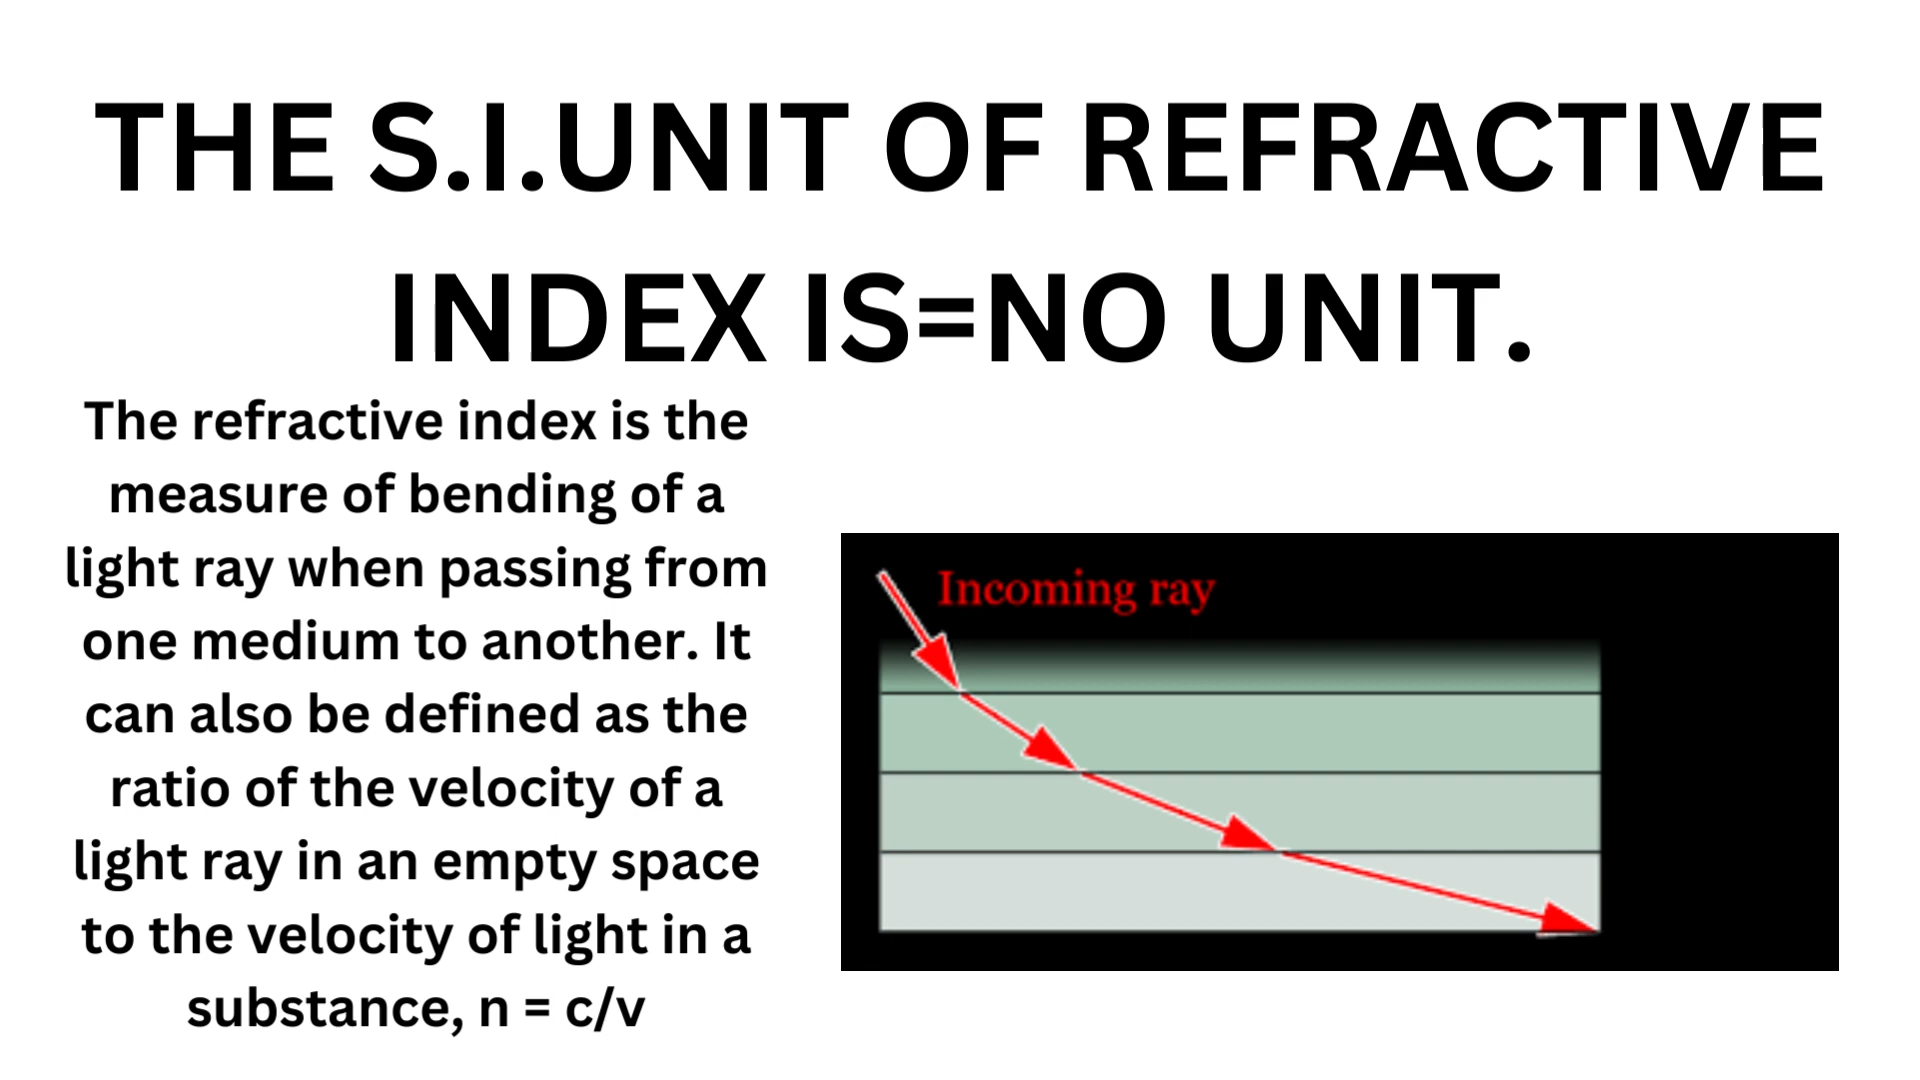 THE S.I.UNIT OF REFRACTIVE
INDEX IS=NO UNIT.
The refractive index is the
measure of bending of a
light ray when passing from
one medium to another. It
can also be defined as the
ratio of the velocity of a
light ray in an empty space
to the velocity of light in a
substance, n = c/v
Incoming ray